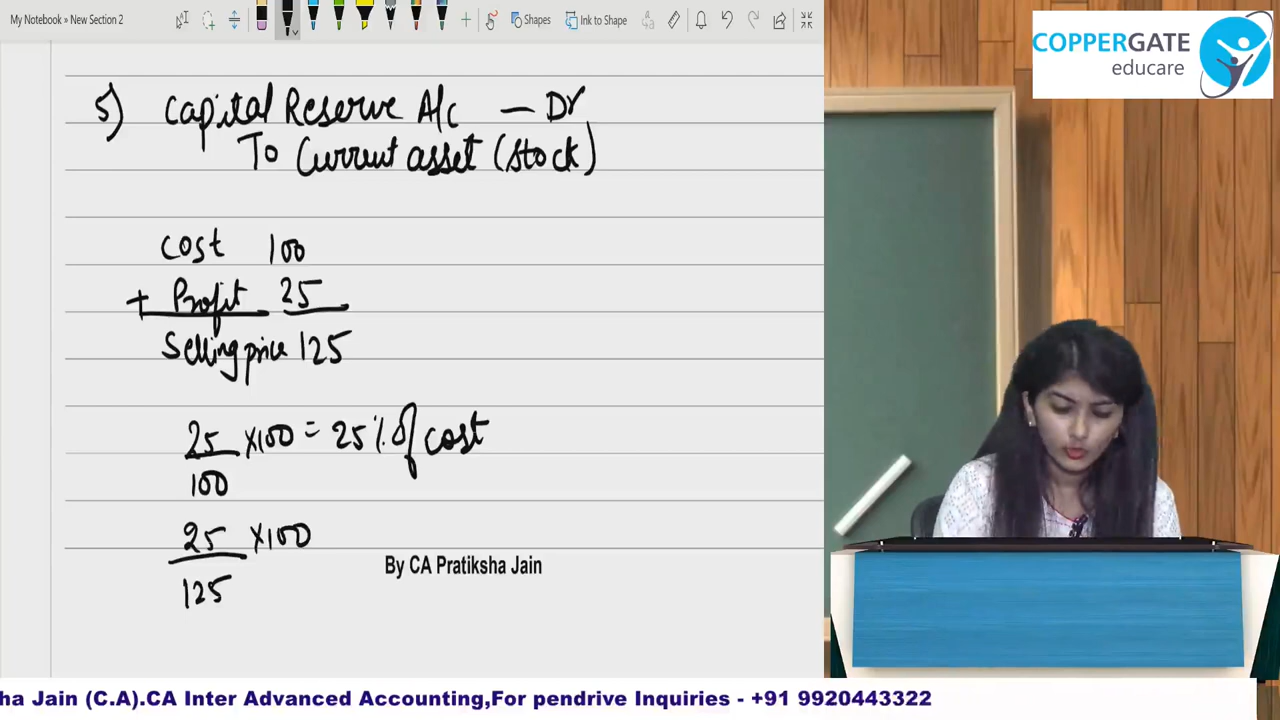 My Notebook » New Section 2
Shapes
Ink to Shape
COPPERGATE
educare
5) Capital Reserve A/c — Dr
To Current asset (stock)
Cost 100
+ Profit 25
Selling price 125
25 ×100 = 25% of cost
100
25 ×100
125
By CA Pratiksha Jain
ha Jain (C.A).CA Inter Advanced Accounting,For pendrive Inquiries - +91 9920443322